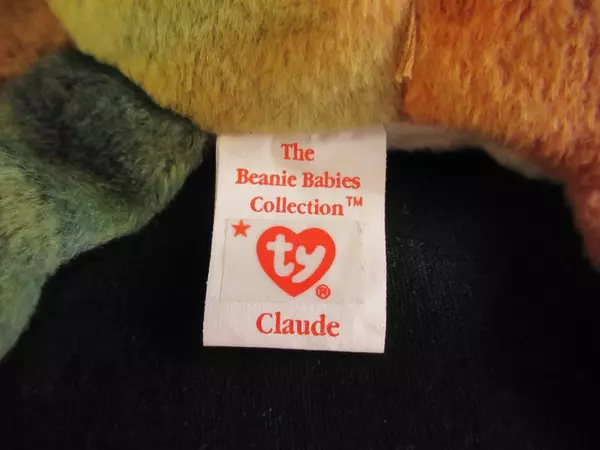 The
Beanie Babies
Collection™
ty®
Claude